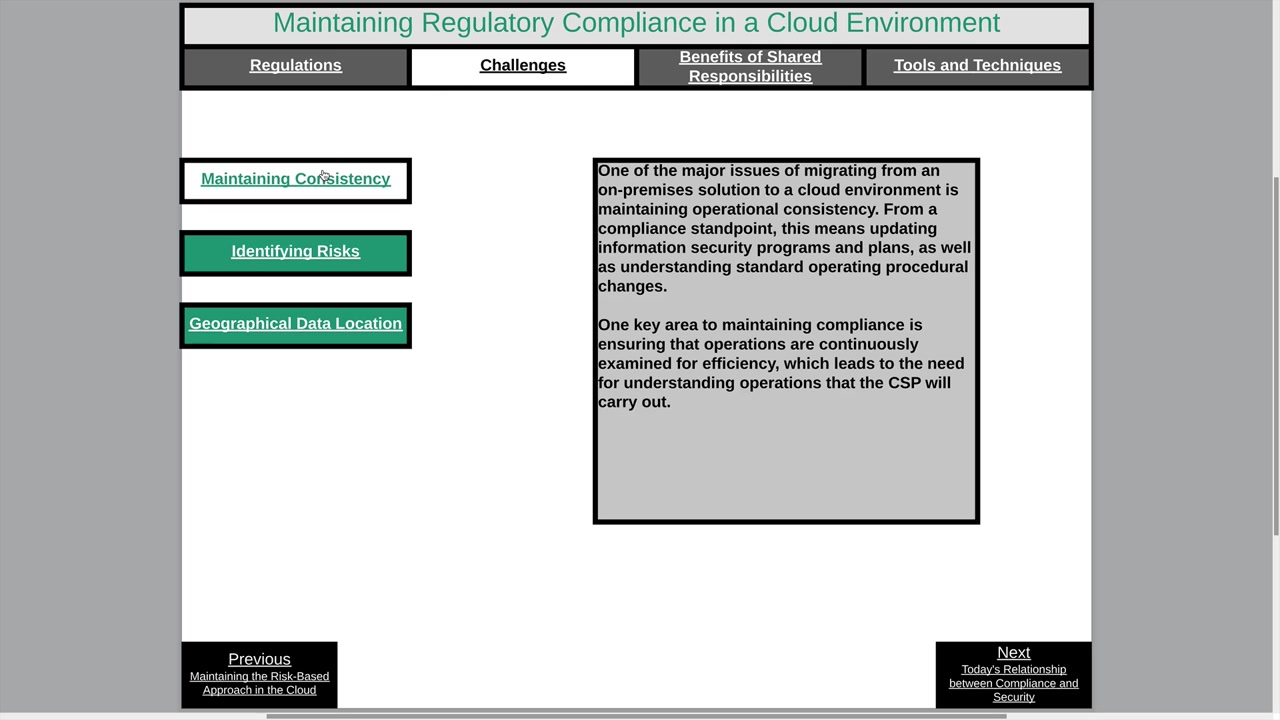 Maintaining Regulatory Compliance in a Cloud Environment
Regulations
Challenges
Benefits of Shared
Responsibilities
Tools and Techniques
Maintaining Consistency
Identifying Risks
Geographical Data Location
One of the major issues of migrating from an
on-premises solution to a cloud environment is
maintaining operational consistency. From a
compliance standpoint, this means updating
information security programs and plans, as well
as understanding standard operating procedural
changes.
One key area to maintaining compliance is
ensuring that operations are continuously
examined for efficiency, which leads to the need
for understanding operations that the CSP will
carry out.
Previous
Maintaining the Risk-Based
Approach in the Cloud
Next
Today's Relationship
between Compliance and
Security